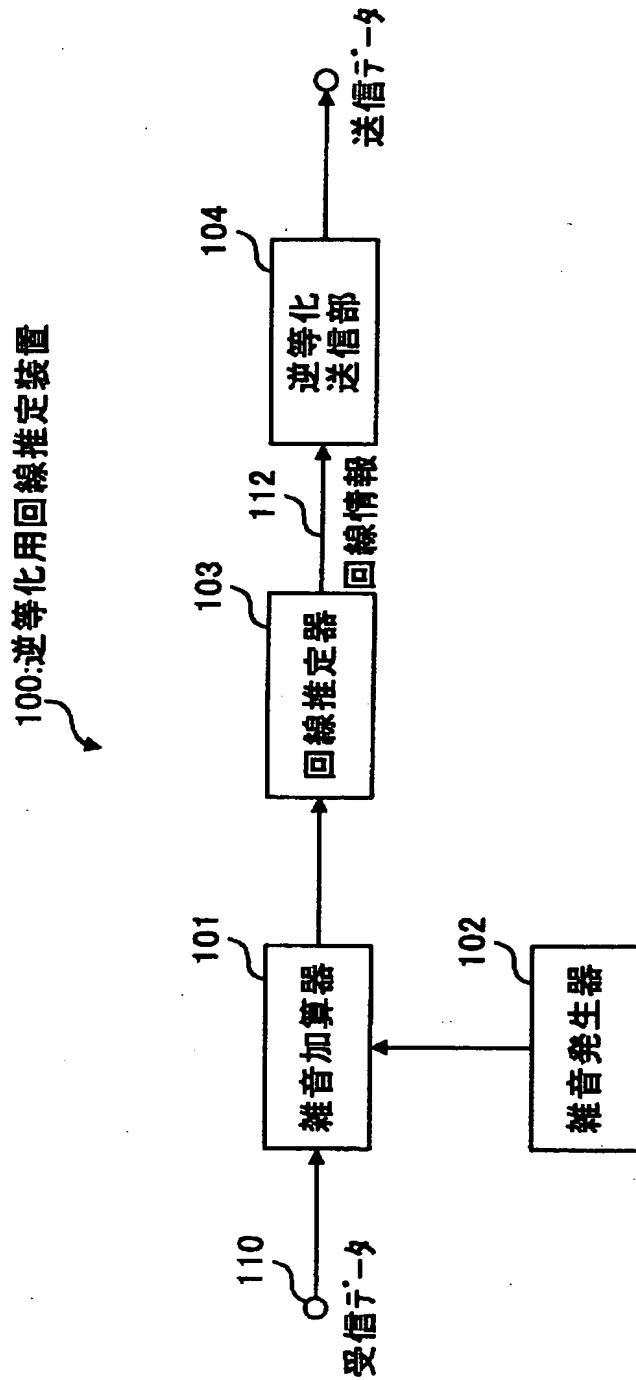 100:逆等化用回線推定装置
110
受信データ
101
雑音加算器
102
雑音発生器
103
回線推定器
112
回線情報
104
逆等化
送信部
送信データ